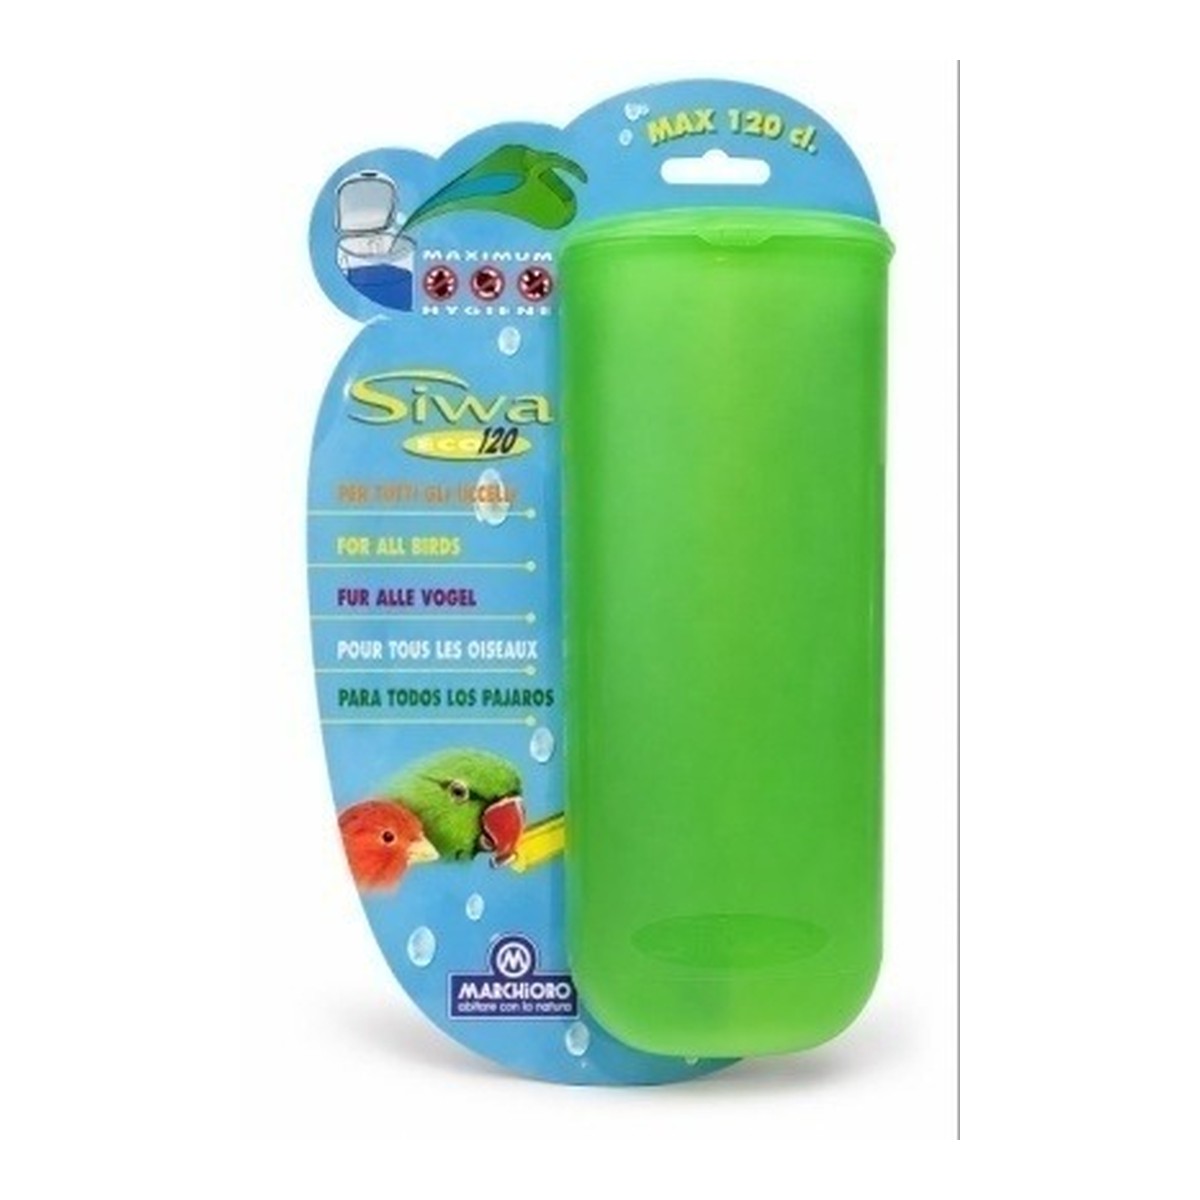 MAX 120 cl.
MAXIMUM
HYGIENE
Siwa
ECO 120
PER TUTTI GLI UCCELLI
FOR ALL BIRDS
FUR ALLE VOGEL
POUR TOUS LES OISEAUX
PARA TODOS LOS PAJAROS
M
MARCHIORO
abitare con la natura